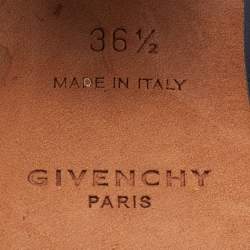 36½
MADE IN ITALY
GIVENCHY
PARIS